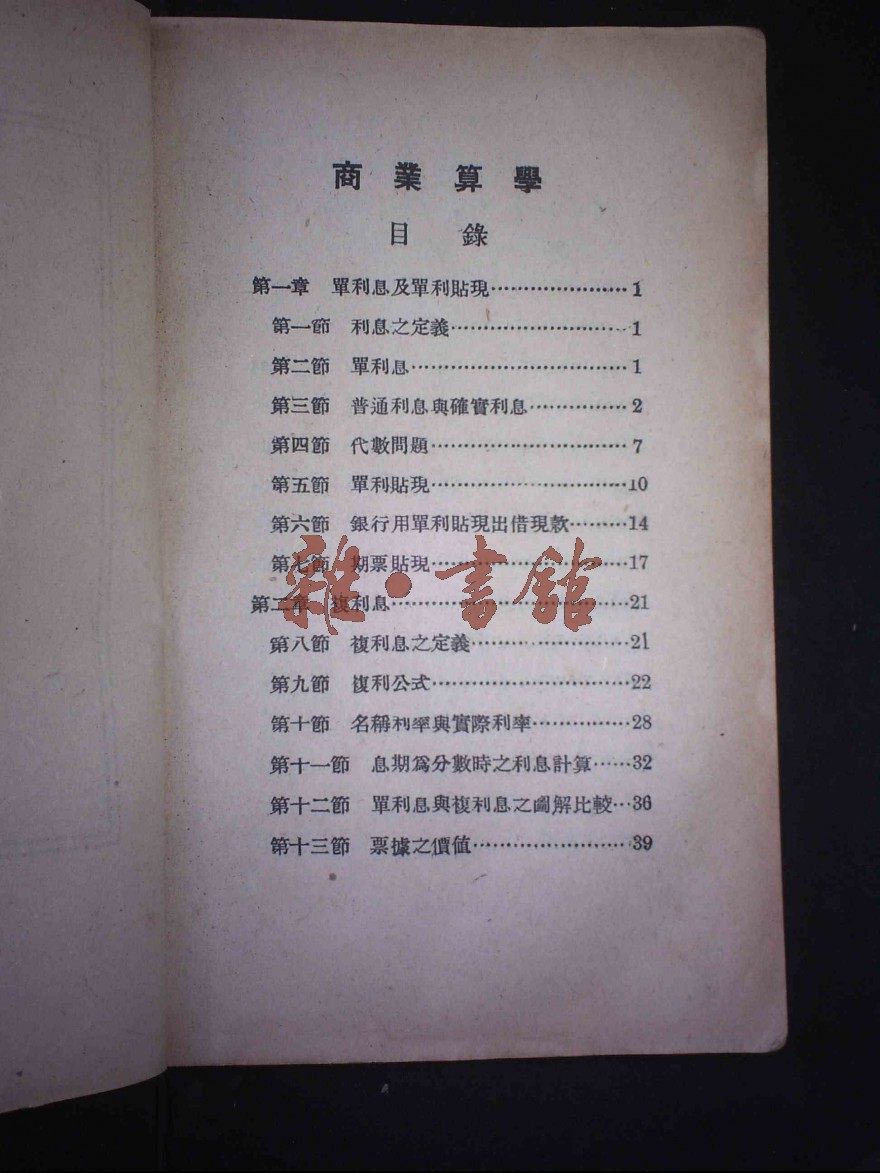 商業算學
目錄
第一章 單利息及單利貼現…………………1
第一節 利息之定義………………………1
第二節 單利息……………………………1
第三節 普通利息與確實利息……………2
第四節 代數問題…………………………7
第五節 單利貼現…………………………10
第六節 銀行用單利貼現出借現款………14
第七節 期票貼現…………………………17
第二章 複利息………………………………21
第八節 複利息之定義……………………21
第九節 複利公式…………………………22
第十節 名稱利率與實際利率……………28
第十一節 息期爲分數時之利息計算……32
第十二節 單利息與複利息之圖解比較…36
第十三節 票據之價值……………………39
雜·書館